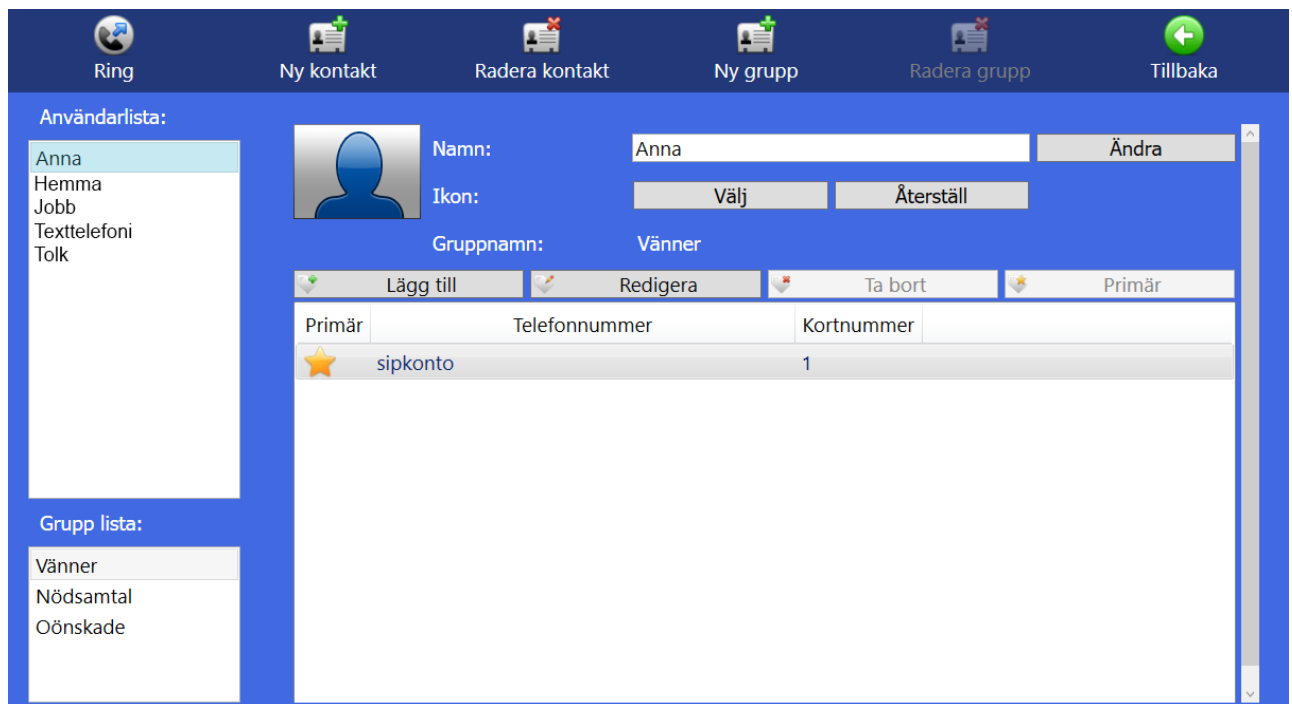 Ring Ny kontakt Radera kontakt Ny grupp Radera grupp Tillbaka
Användarlista:
Anna
Hemma
Jobb
Texttelefoni
Tolk
Grupp lista:
Vänner
Nödsamtal
Oönskade
Namn: Anna Ändra
Ikon: Välj Återställ
Gruppnamn: Vänner
Lägg till Redigera Ta bort Primär
Primär Telefonnummer Kortnummer
sipkonto 1